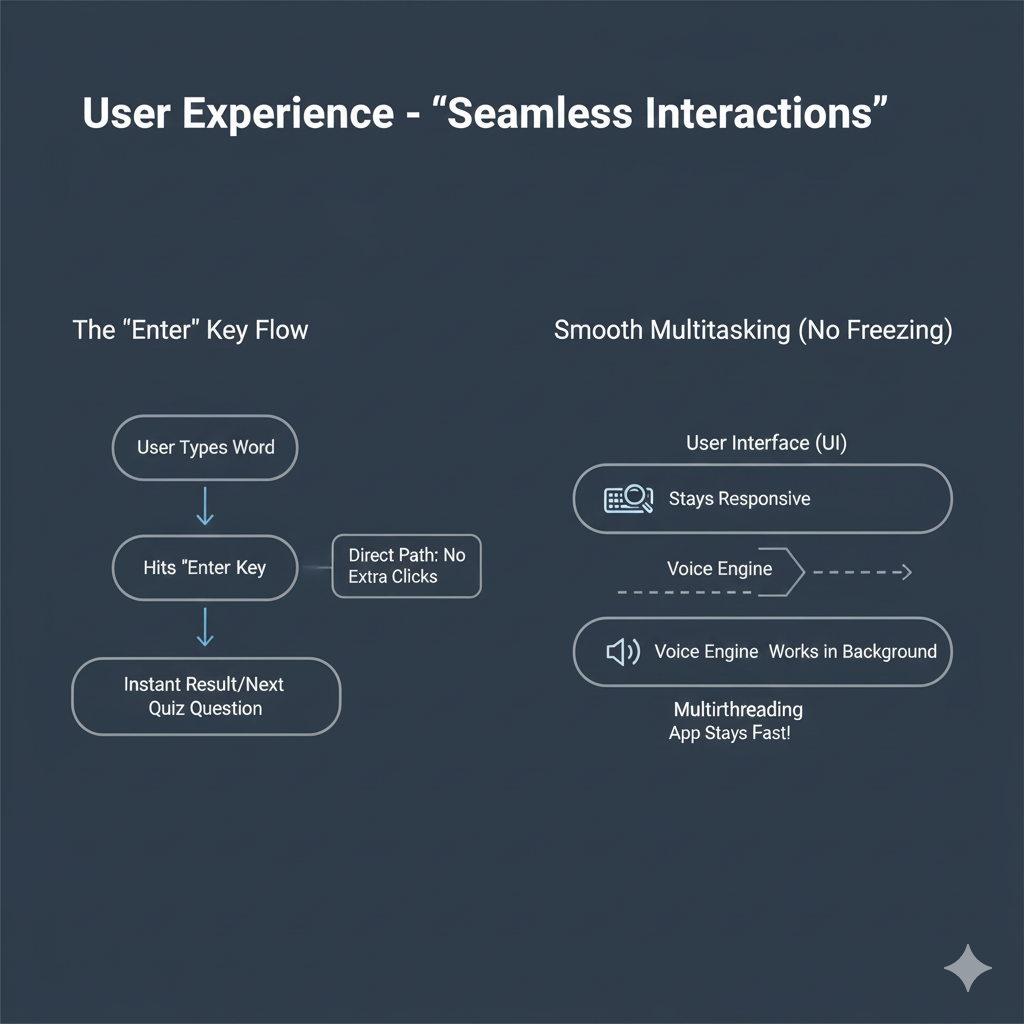 User Experience - “Seamless Interactions”
The “Enter” Key Flow
User Types Word
Hits "Enter Key
Direct Path: No
Extra Clicks
Instant Result/Next
Quiz Question
Smooth Multitasking (No Freezing)
User Interface (UI)
Stays Responsive
Voice Engine
Voice Engine Works in Background
Multirthreading
App Stays Fast!